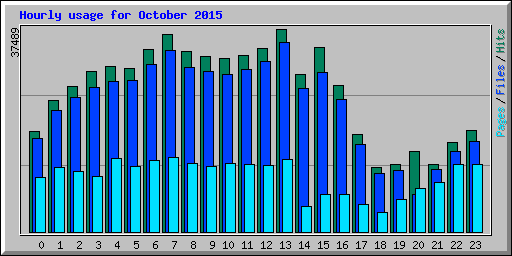 Hourly usage for October 2015
37489
Pages/Files/Hits
0 1 2 3 4 5 6 7 8 9 10 11 12 13 14 15 16 17 18 19 20 21 22 23